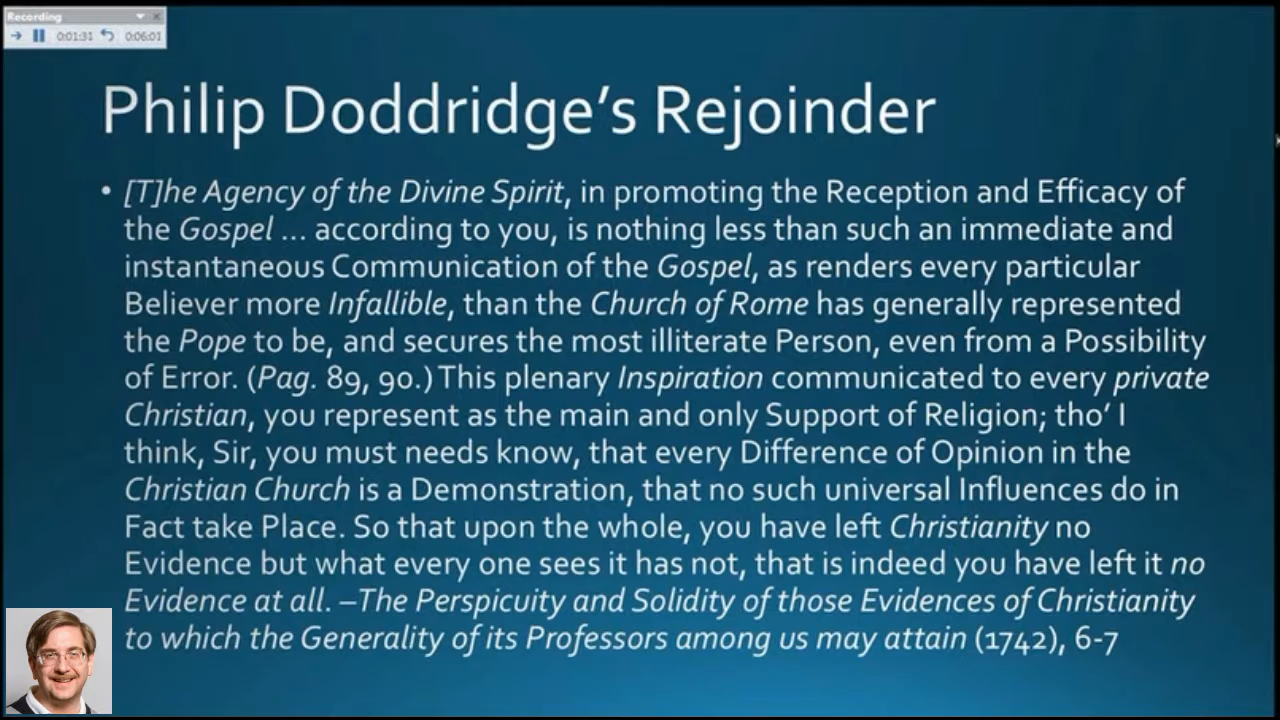 Recording
0:01:31 0:06:01
Philip Doddridge’s Rejoinder
• [T]he Agency of the Divine Spirit, in promoting the Reception and Efficacy of
the Gospel ... according to you, is nothing less than such an immediate and
instantaneous Communication of the Gospel, as renders every particular
Believer more Infallible, than the Church of Rome has generally represented
the Pope to be, and secures the most illiterate Person, even from a Possibility
of Error. (Pag. 89, 90.) This plenary Inspiration communicated to every private
Christian, you represent as the main and only Support of Religion; tho’ I
think, Sir, you must needs know, that every Difference of Opinion in the
Christian Church is a Demonstration, that no such universal Influences do in
Fact take Place. So that upon the whole, you have left Christianity no
Evidence but what every one sees it has not, that is indeed you have left it no
Evidence at all. –The Perspicuity and Solidity of those Evidences of Christianity
to which the Generality of its Professors among us may attain (1742), 6-7